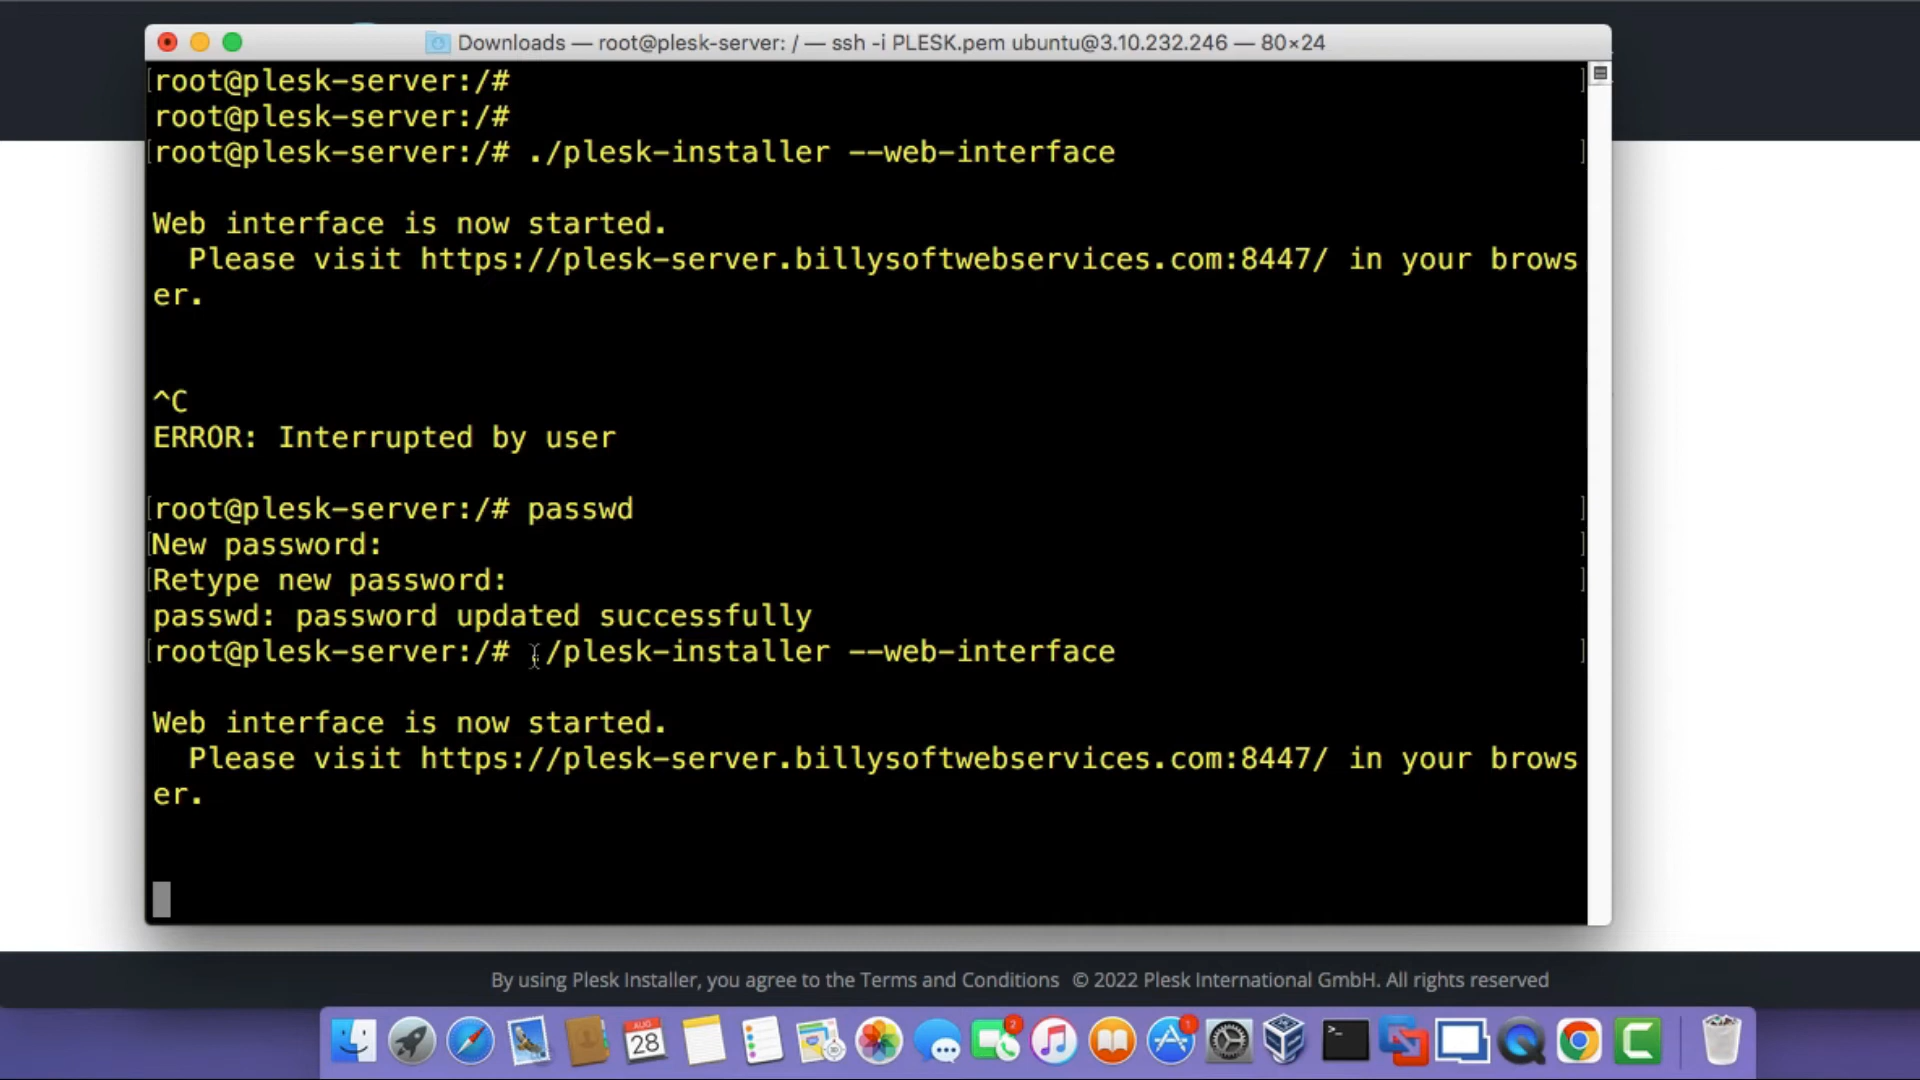 Downloads — root@plesk-server: / — ssh -i PLESK.pem ubuntu@3.10.232.246 — 80×24
[root@plesk-server:/# ]
root@plesk-server:/#
[root@plesk-server:/# ./plesk-installer --web-interface ]
Web interface is now started.
Please visit https://plesk-server.billysoftwebservices.com:8447/ in your brows
er.
^C
ERROR: Interrupted by user
[root@plesk-server:/# passwd ]
[New password: ]
[Retype new password: ]
passwd: password updated successfully
[root@plesk-server:/# ./plesk-installer --web-interface ]
Web interface is now started.
Please visit https://plesk-server.billysoftwebservices.com:8447/ in your brows
er.
By using Plesk Installer, you agree to the Terms and Conditions © 2022 Plesk International GmbH. All rights reserved
AUG
28
2
1